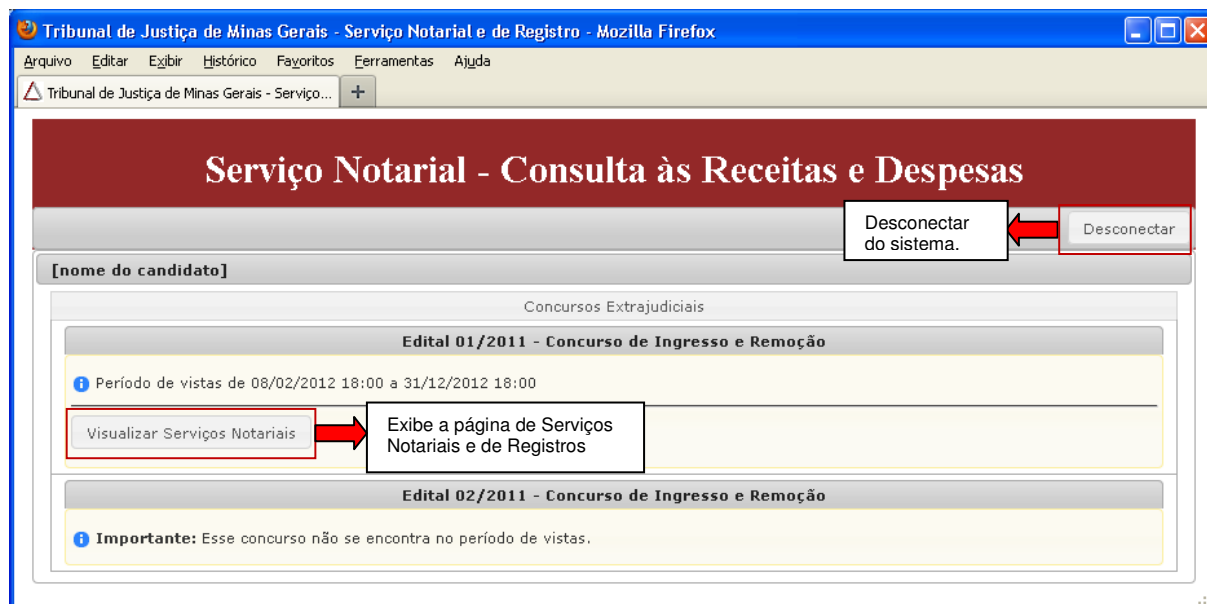 Tribunal de Justiça de Minas Gerais - Serviço Notarial e de Registro - Mozilla Firefox
Arquivo Editar Exibir Histórico Favoritos Ferramentas Ajuda
Tribunal de Justiça de Minas Gerais - Serviço... +
Serviço Notarial - Consulta às Receitas e Despesas
Desconectar
do sistema.
Desconectar
[nome do candidato]
Concursos Extrajudiciais
Edital 01/2011 - Concurso de Ingresso e Remoção
Período de vistas de 08/02/2012 18:00 a 31/12/2012 18:00
Visualizar Serviços Notariais
Exibe a página de Serviços
Notariais e de Registros
Edital 02/2011 - Concurso de Ingresso e Remoção
Importante: Esse concurso não se encontra no período de vistas.